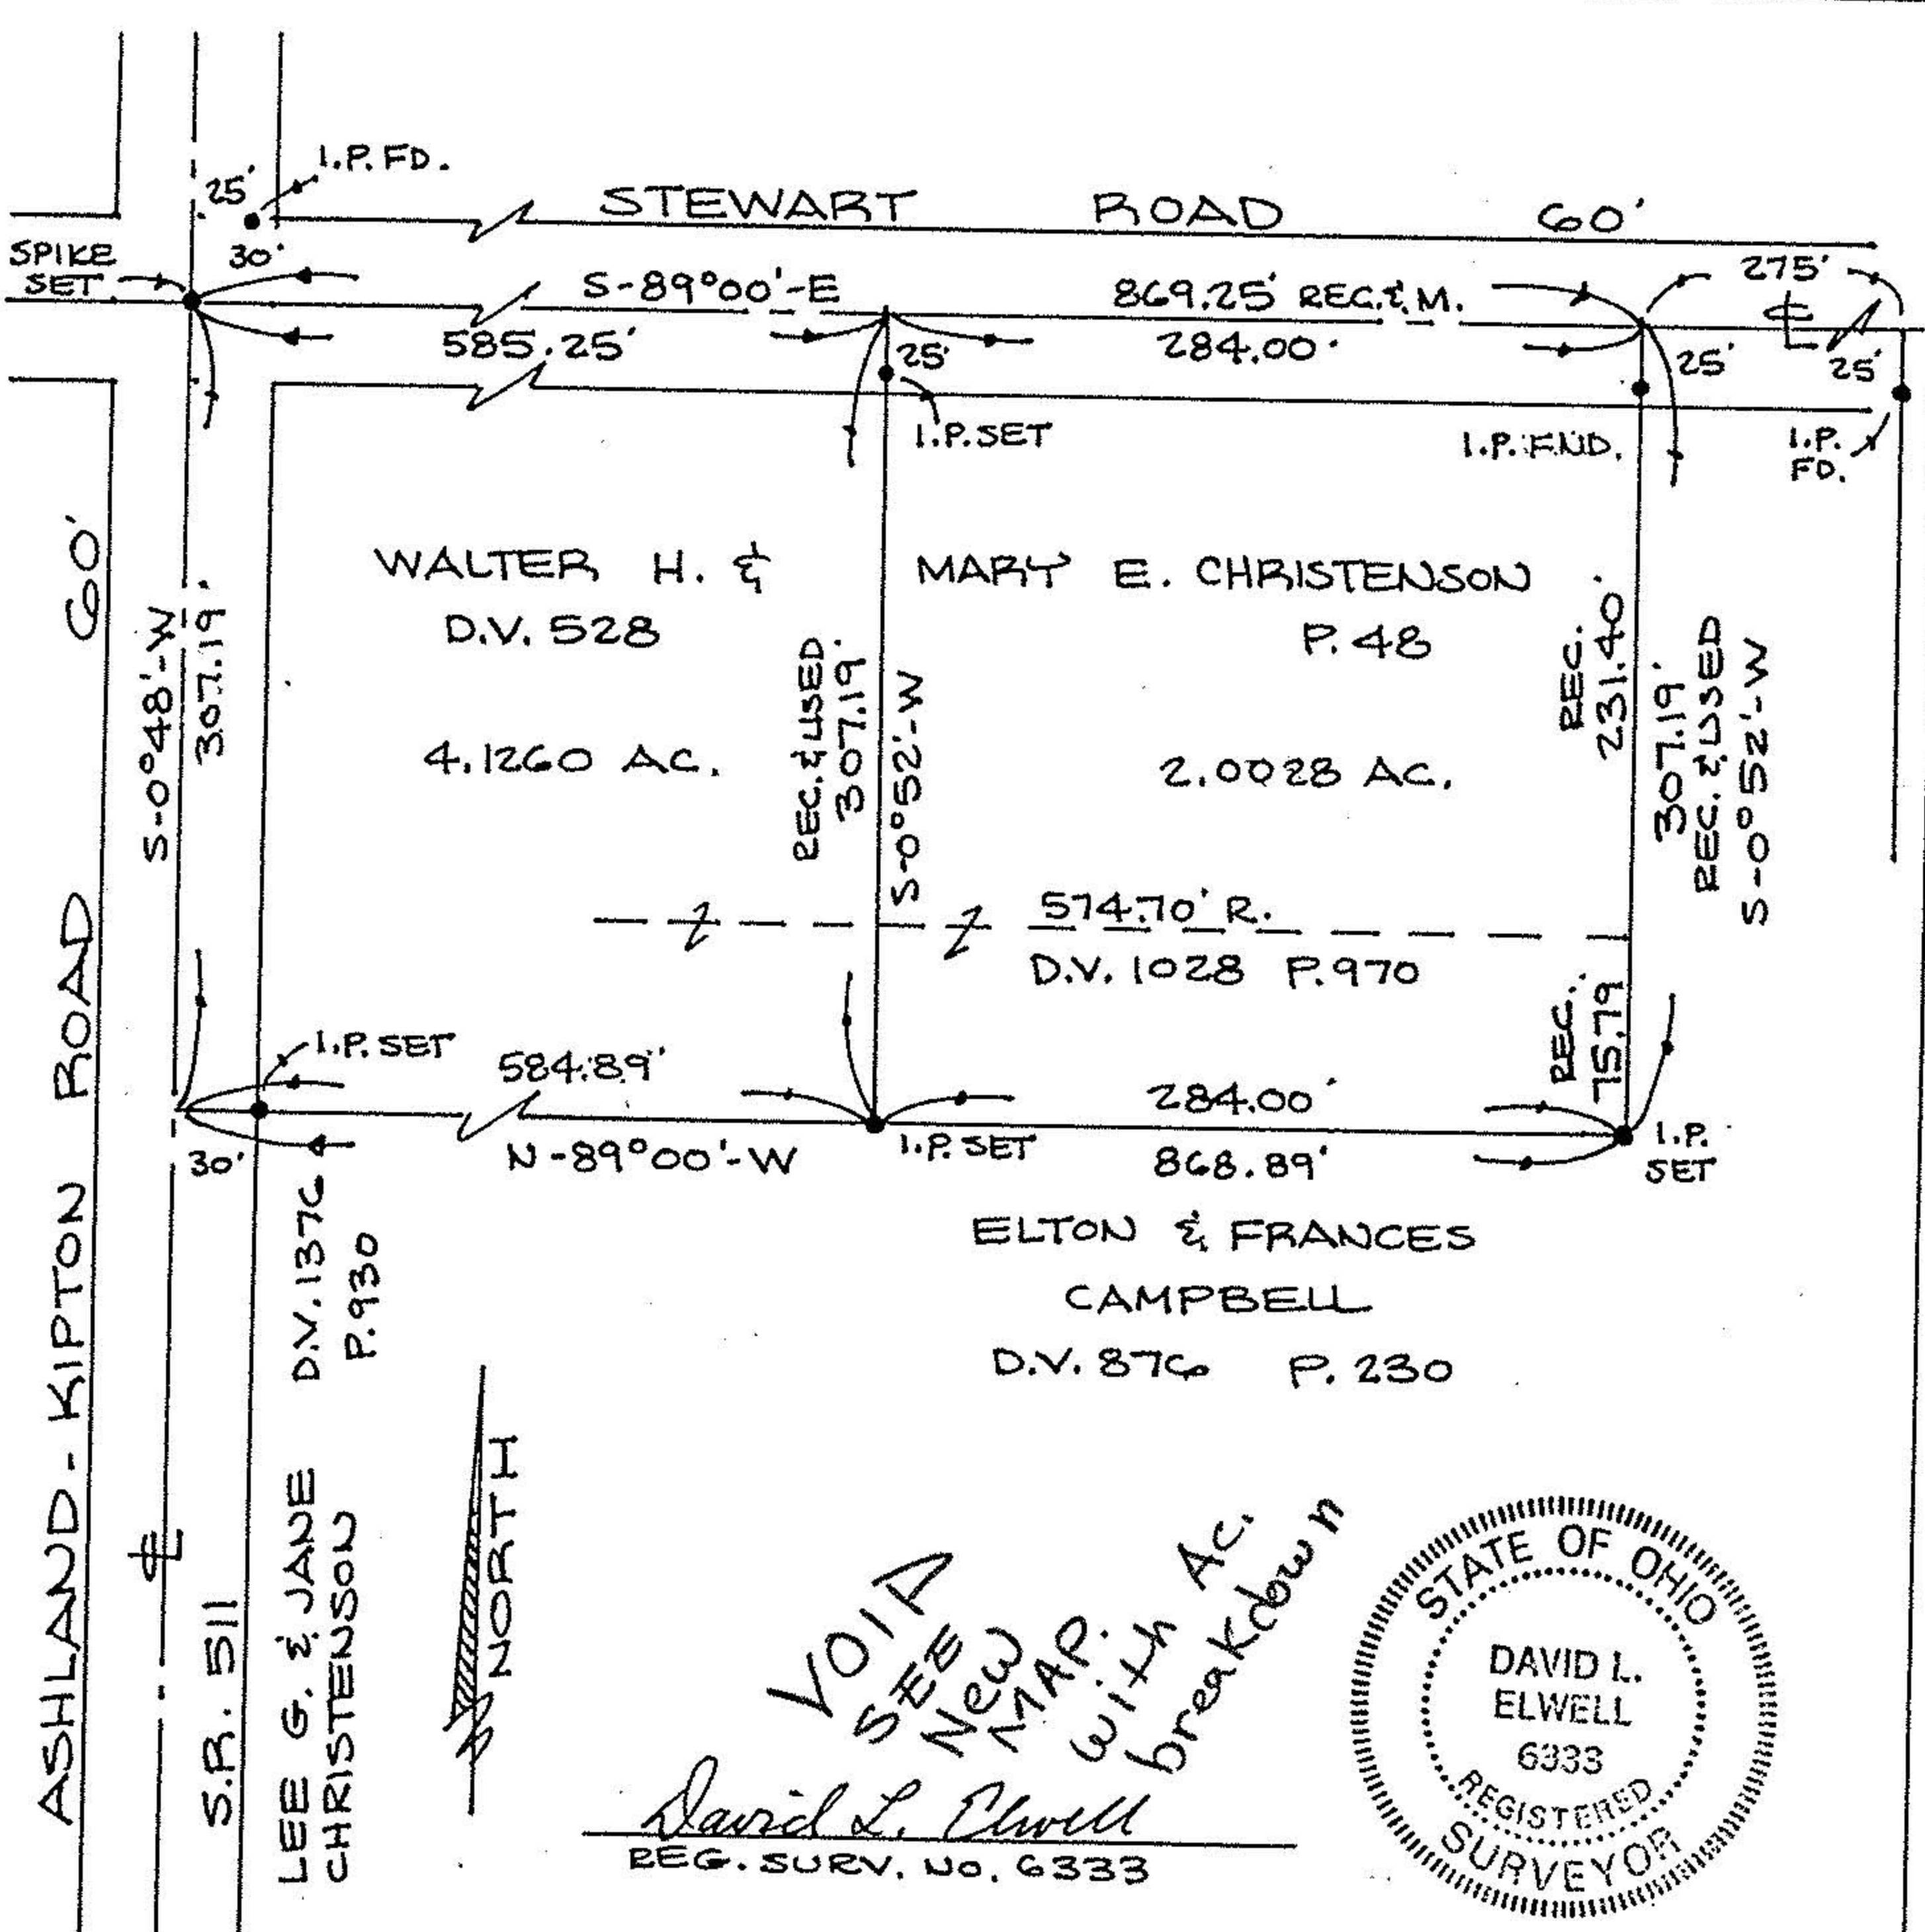 25'
I.P. FD.
STEWART ROAD 60'
30'
SPIKE
SET
S-89°00'-E
869.25' REC. & M.
275'
℄
585.25'
25'
284.00'
25'
25'
I.P. SET
I.P. FND.
I.P.
FD.
WALTER H. & MARY E. CHRISTENSON
D.V. 528 P. 48
4.1260 AC.
2.0028 AC.
S-0°48'-W
307.19'
REC. & USED
307.19'
S-0°52'-W
REC.
231.40'
307.19'
REC. & USED
S-0°52'-W
574.70' R.
D.V. 1028 P. 970
REC.
75.79
I.P. SET
584.89'
284.00'
30'
N-89°00'-W
I.P. SET
868.89'
I.P.
SET
ELTON & FRANCES
CAMPBELL
D.V. 876 P. 230
ASHLAND - KIPTON ROAD 60'
℄
S.R. 511
LEE G. & JANE D.V. 1376
CHRISTENSON P. 930
NORTH
VOID
SEE
New
MAP.
with Ac.
breakdown
David L. Elwell
REG. SURV. No. 6333
STATE OF OHIO
DAVID L.
ELWELL
6333
REGISTERED
SURVEYOR